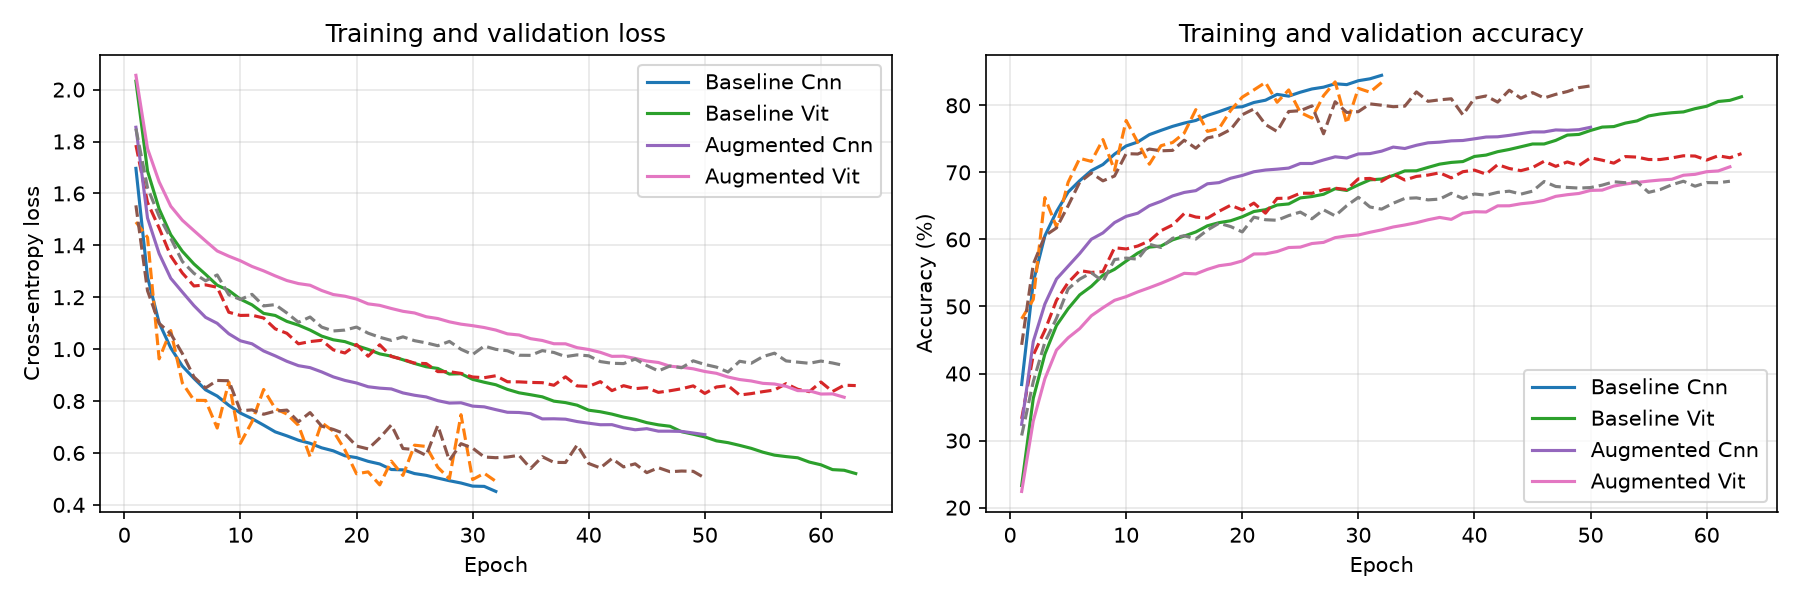 Training and validation loss
Cross-entropy loss
2.0
1.8
1.6
1.4
1.2
1.0
0.8
0.6
0.4
Baseline Cnn
Baseline Vit
Augmented Cnn
Augmented Vit
0 10 20 30 40 50 60
Epoch
Training and validation accuracy
Accuracy (%)
80
70
60
50
40
30
20
Baseline Cnn
Baseline Vit
Augmented Cnn
Augmented Vit
0 10 20 30 40 50 60
Epoch